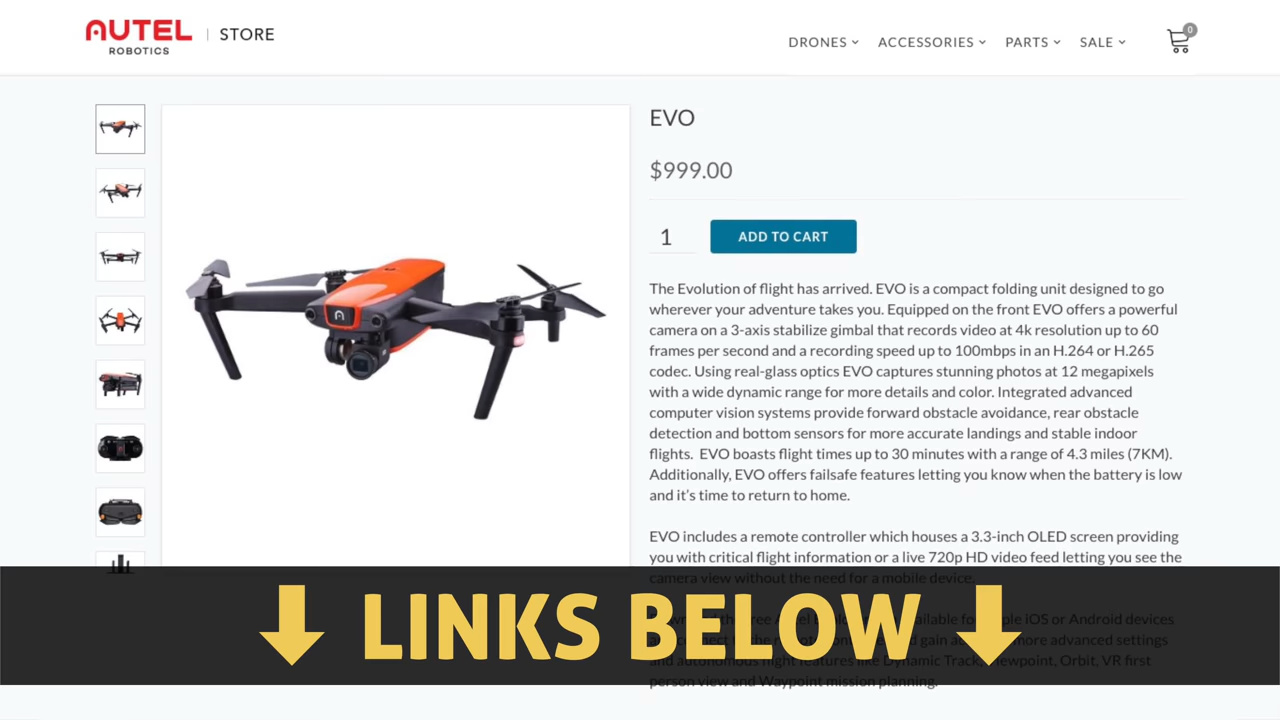 AUTEL
ROBOTICS
STORE
DRONES
ACCESSORIES
PARTS
SALE
0
EVO
$999.00
1
ADD TO CART
The Evolution of flight has arrived. EVO is a compact folding unit designed to go
wherever your adventure takes you. Equipped on the front EVO offers a powerful
camera on a 3-axis stabilize gimbal that records video at 4k resolution up to 60
frames per second and a recording speed up to 100mbps in an H.264 or H.265
codec. Using real-glass optics EVO captures stunning photos at 12 megapixels
with a wide dynamic range for more details and color. Integrated advanced
computer vision systems provide forward obstacle avoidance, rear obstacle
detection and bottom sensors for more accurate landings and stable indoor
flights. EVO boasts flight times up to 30 minutes with a range of 4.3 miles (7KM).
Additionally, EVO offers failsafe features letting you know when the battery is low
and it's time to return to home.
EVO includes a remote controller which houses a 3.3-inch OLED screen providing
you with critical flight information or a live 720p HD video feed letting you see the
camera view without the need for a mobile device.
iOS or Android devices
more advanced settings
and autonomous flight features like Dynamic Track, Viewpoint, Orbit, VR first
person view and Waypoint mission planning.
LINKS BELOW